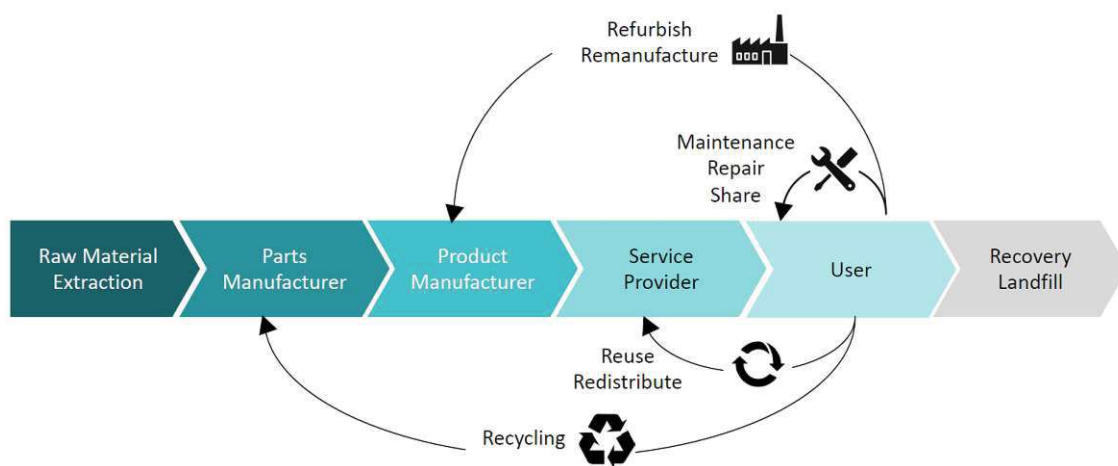 Refurbish
Remanufacture
Maintenance
Repair
Share
Raw Material
Extraction
Parts
Manufacturer
Product
Manufacturer
Service
Provider
User
Recovery
Landfill
Reuse
Redistribute
Recycling